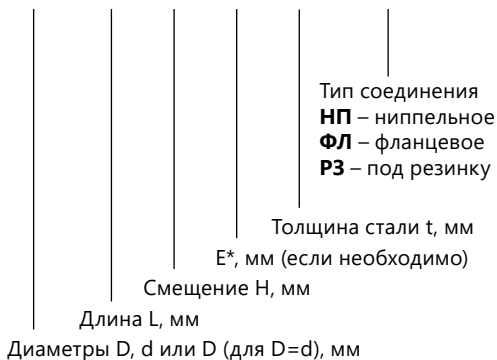 Тип соединения
НП – ниппельное
ФЛ – фланцевое
РЗ – под резинку
Толщина стали t, мм
E*, мм (если необходимо)
Смещение H, мм
Длина L, мм
Диаметры D, d или D (для D=d), мм